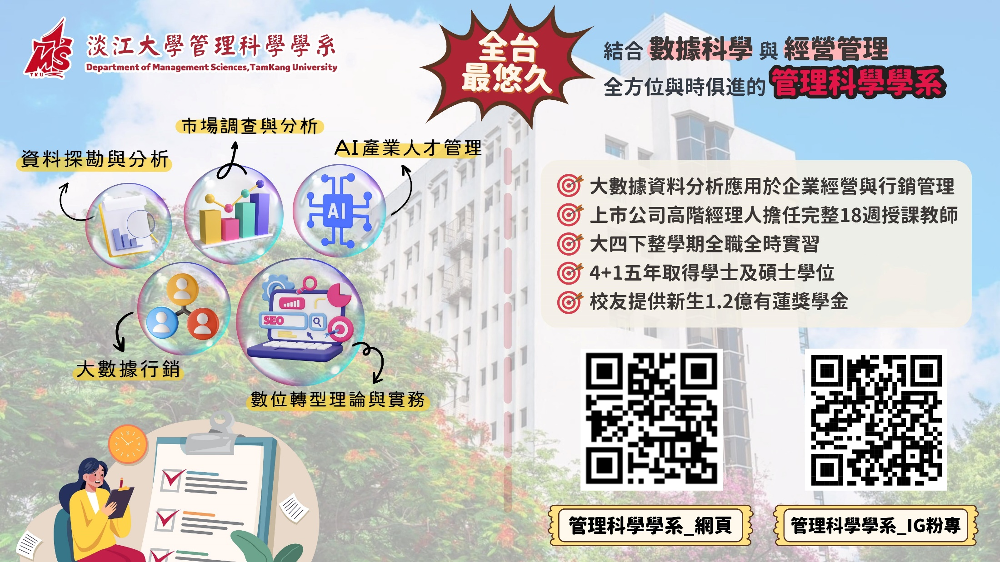 淡江大學管理科學學系
Department of Management Sciences,TamKang University
MS
T.K.U.
全台
最悠久
結合 數據科學 與 經營管理
全方位與時俱進的 管理科學學系
市場調查與分析
AI產業人才管理
資料探勘與分析
AI
SEO
大數據行銷
數位轉型理論與實務
大數據資料分析應用於企業經營與行銷管理
上市公司高階經理人擔任完整18週授課教師
大四下整學期全職全時實習
4+1五年取得學士及碩士學位
校友提供新生1.2億有蓮獎學金
12
3
6
9
管理科學學系_網頁
管理科學學系_IG粉專